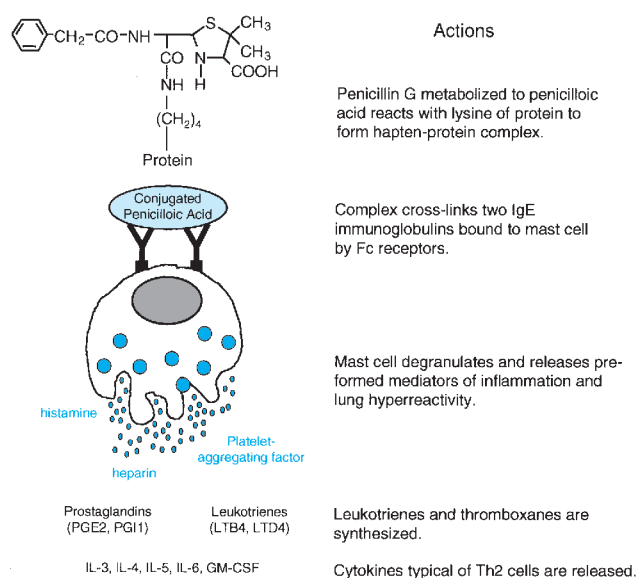 Actions
CH2–CO–NH
S
CH3
CH3
CO
N
H
COOH
NH
(CH2)4
Protein
Penicillin G metabolized to penicilloic
acid reacts with lysine of protein to
form hapten-protein complex.
Conjugated
Penicilloic Acid
Complex cross-links two IgE
immunoglobulins bound to mast cell
by Fc receptors.
Mast cell degranulates and releases pre-
formed mediators of inflammation and
lung hyperreactivity.
histamine
Platelet-
aggregating factor
heparin
Prostaglandins
(PGE2, PGI1)
Leukotrienes
(LTB4, LTD4)
Leukotrienes and thromboxanes are
synthesized.
IL-3, IL-4, IL-5, IL-6, GM-CSF
Cytokines typical of Th2 cells are released.